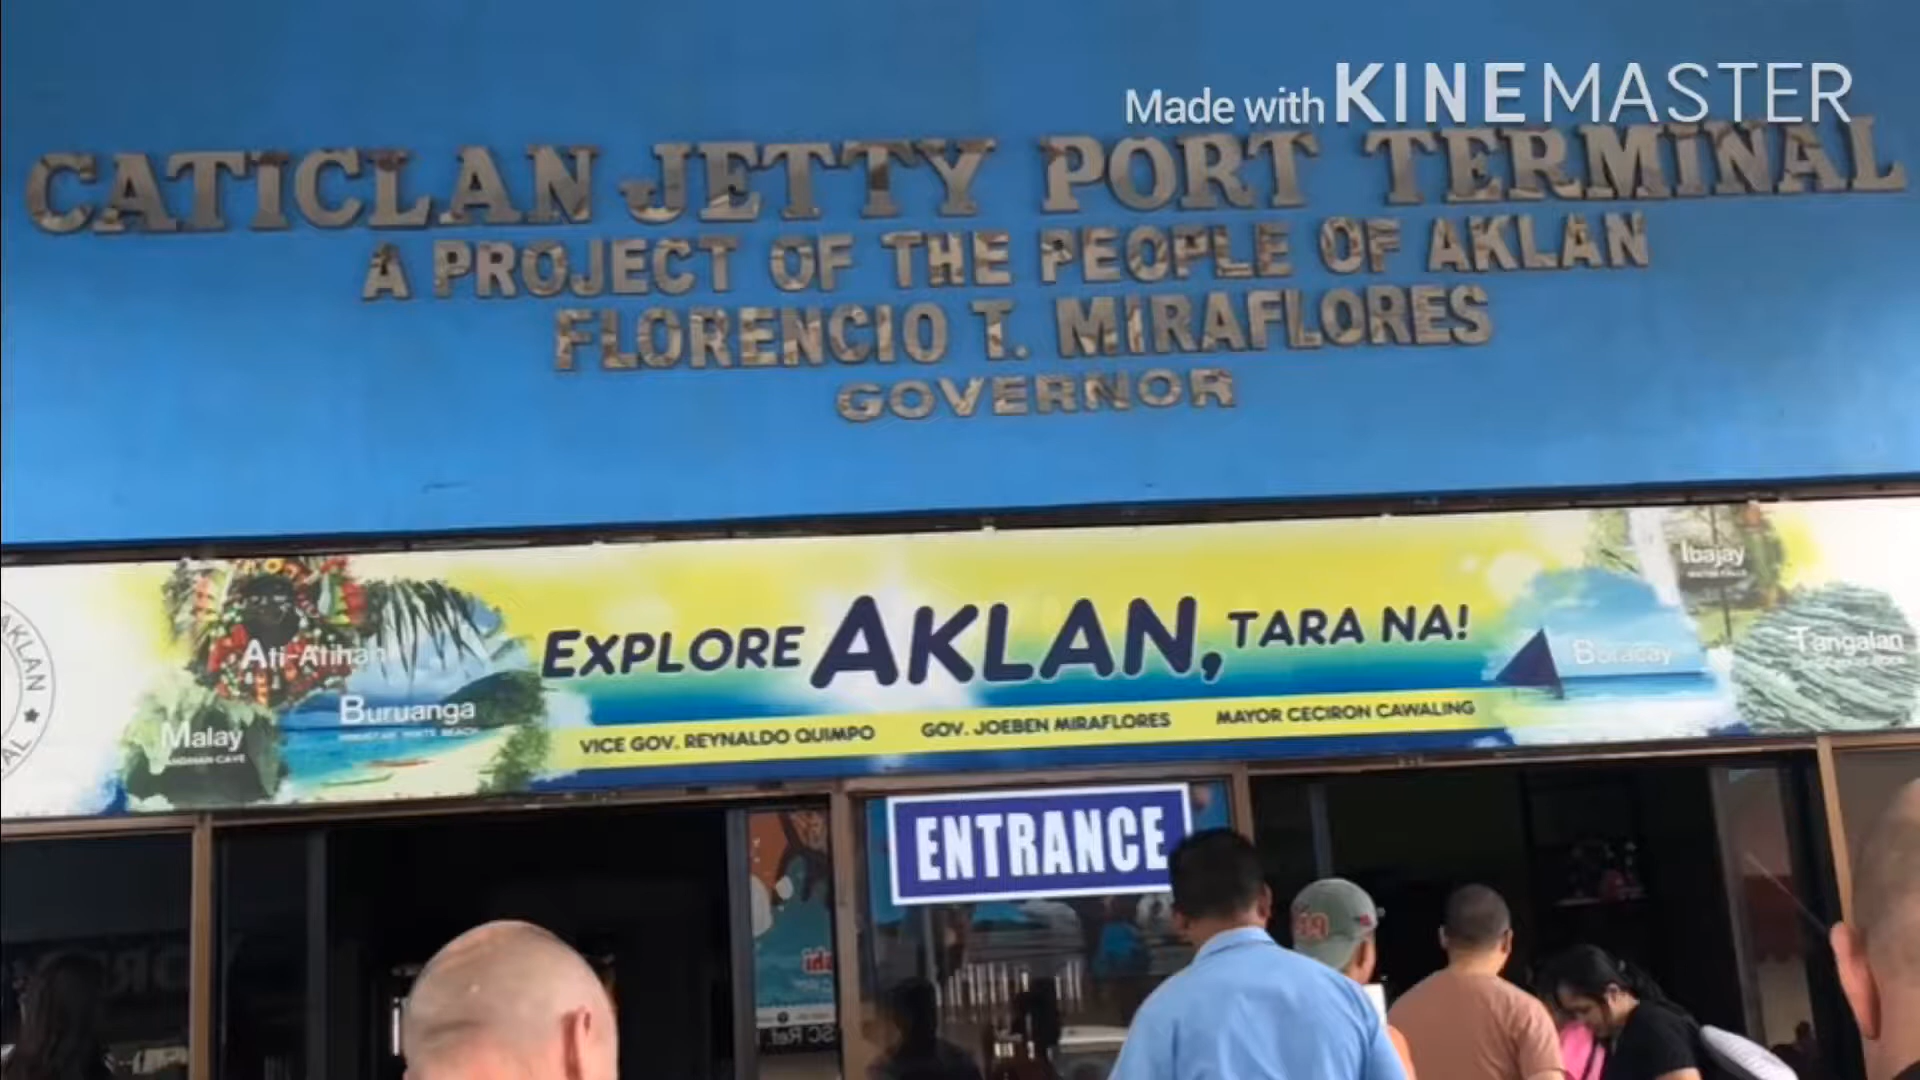 Made with KINEMASTER
CATICLAN JETTY PORT TERMINAL
A PROJECT OF THE PEOPLE OF AKLAN
FLORENCIO T. MIRAFLORES
GOVERNOR
EXPLORE AKLAN, TARA NA!
VICE GOV. REYNALDO QUIMPO GOV. JOEBEN MIRAFLORES MAYOR CECIRON CAWALING
Ati-Atihan
Buruanga
Malay
Ibajay
Boracay
Tangalan
AKLAN
ENTRANCE